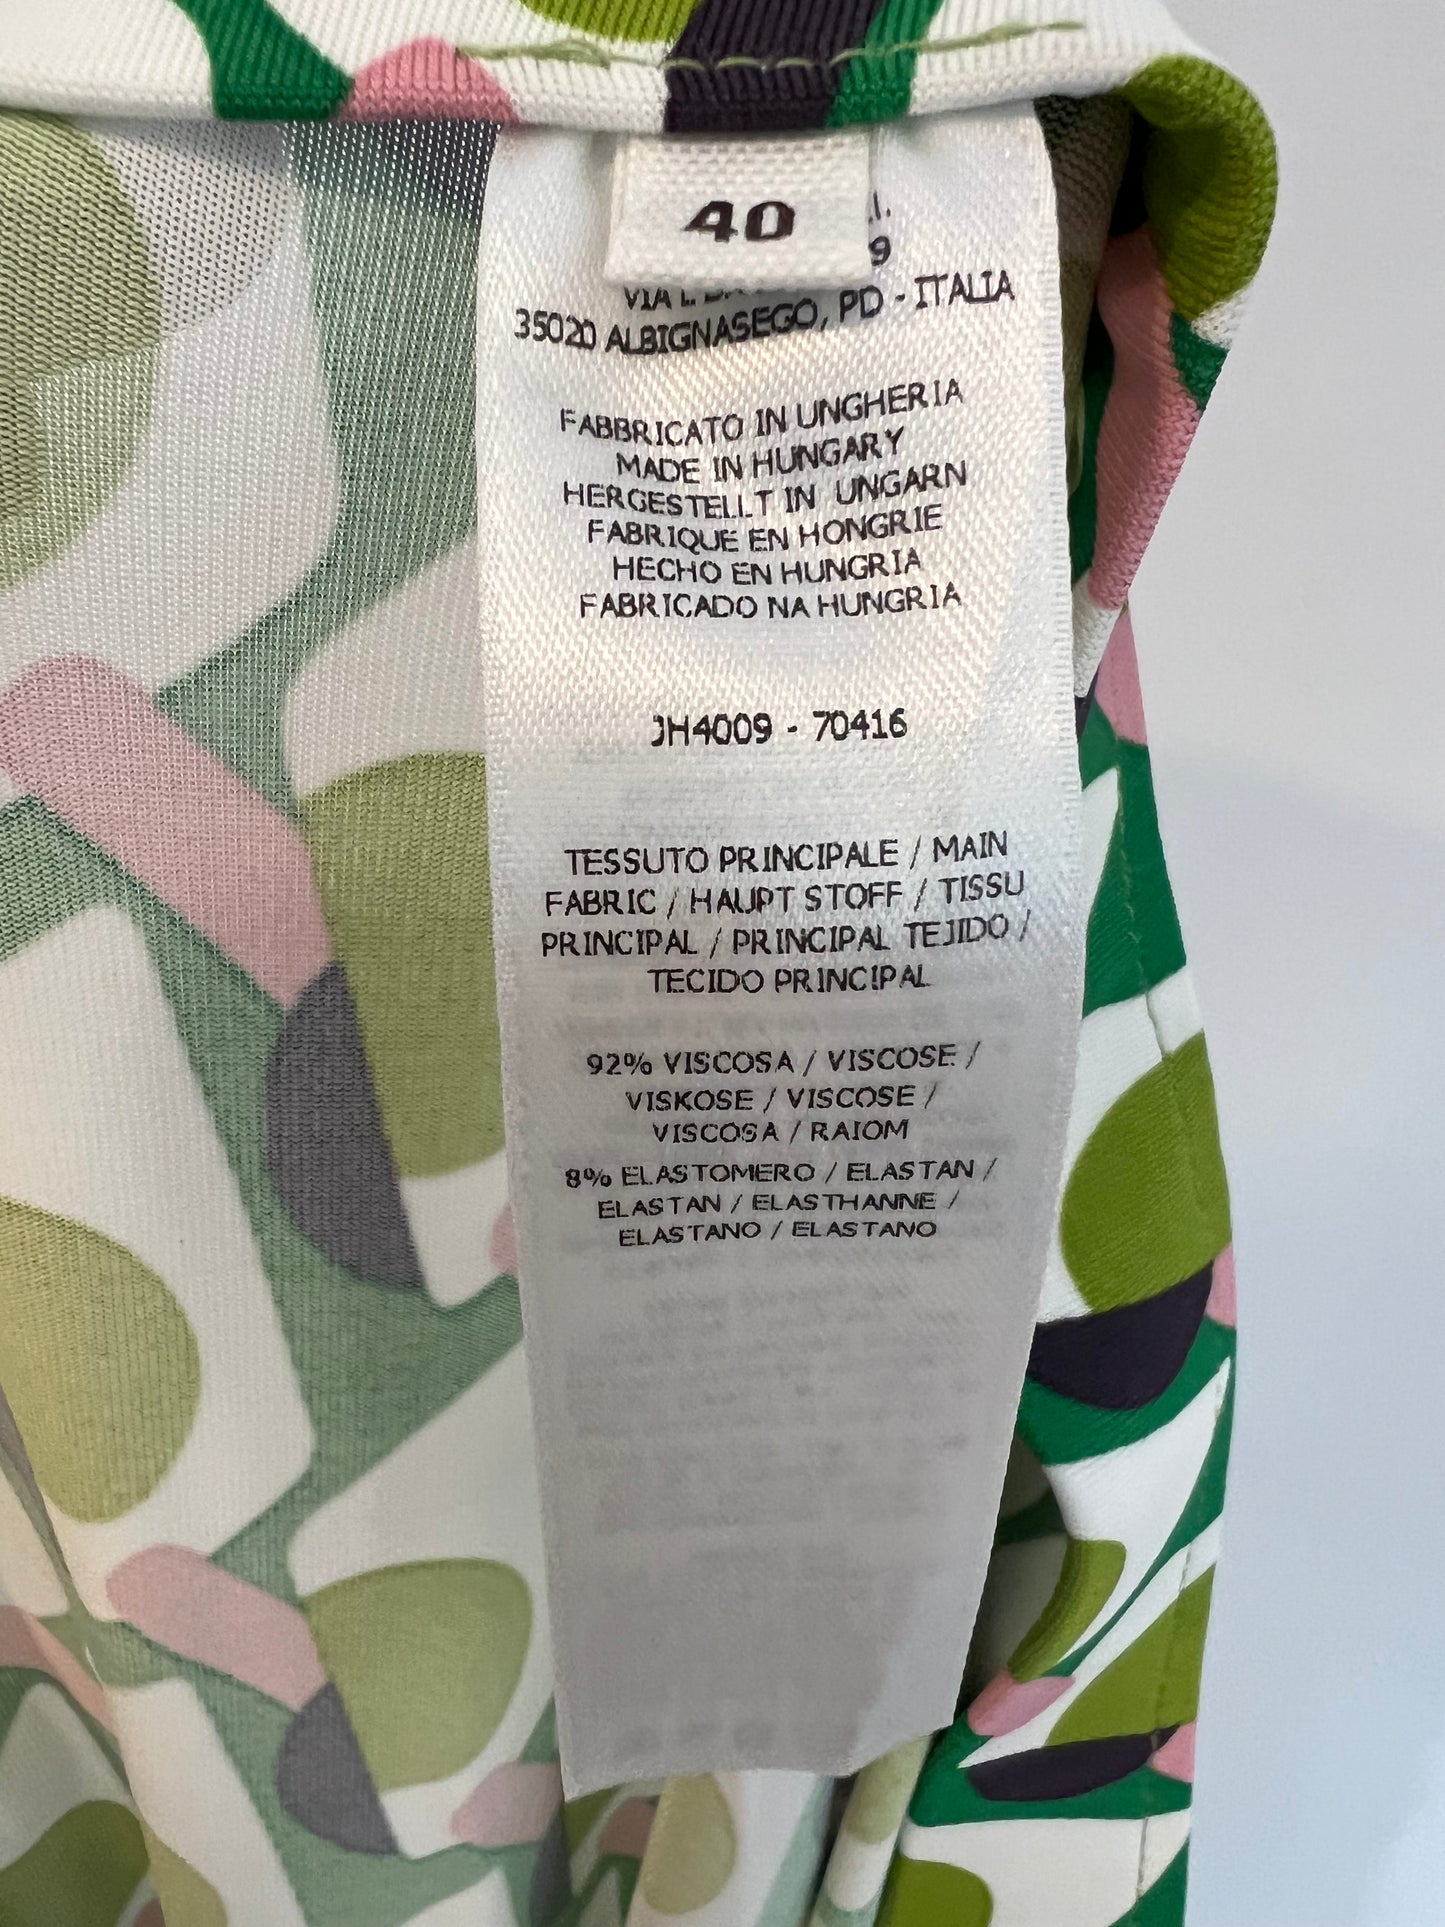 40
.I.
9
VIA L.
35020 ALBIGNASEGO, PD - ITALIA
FABBRICATO IN UNGHERIA
MADE IN HUNGARY
HERGESTELLT IN UNGARN
FABRIQUE EN HONGRIE
HECHO EN HUNGRIA
FABRICADO NA HUNGRIA
JH4009 - 70416
TESSUTO PRINCIPALE / MAIN
FABRIC / HAUPT STOFF / TISSU
PRINCIPAL / PRINCIPAL TEJIDO /
TECIDO PRINCIPAL
92% VISCOSA / VISCOSE /
VISKOSE / VISCOSE /
VISCOSA / RAIOM
8% ELASTOMERO / ELASTAN /
ELASTAN / ELASTHANNE /
ELASTANO / ELASTANO